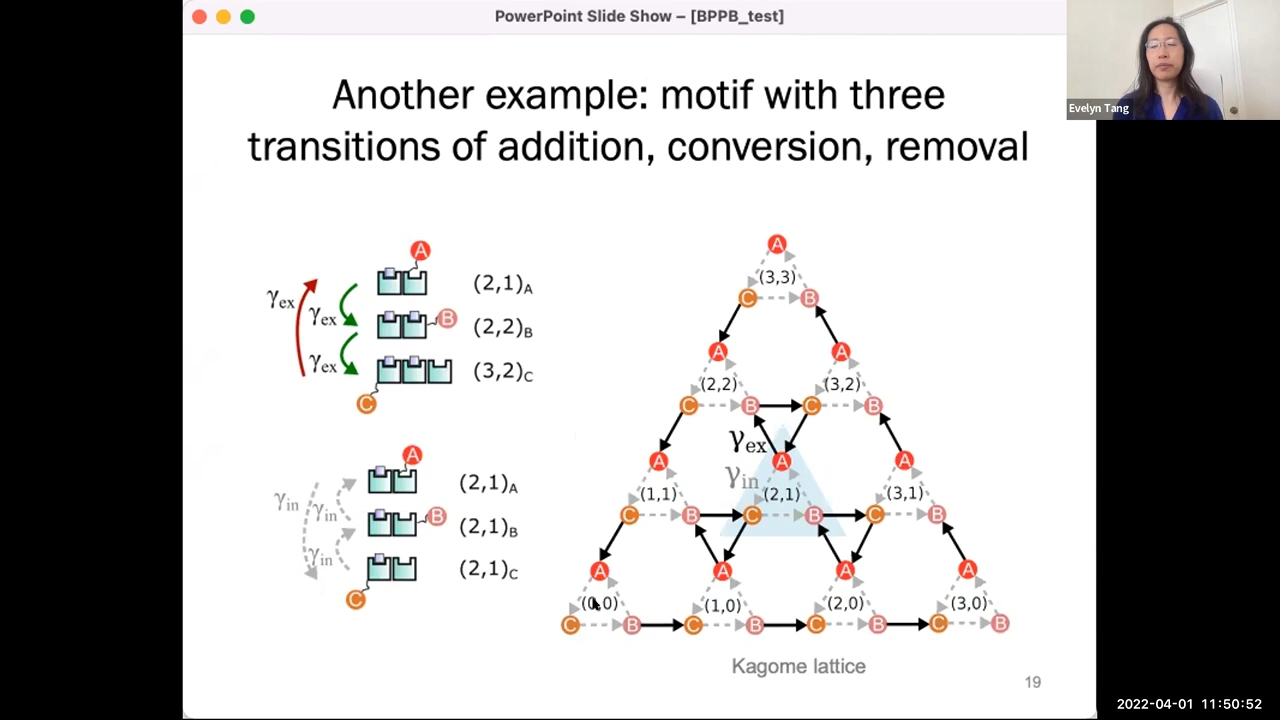 PowerPoint Slide Show – [BPPB_test]
Evelyn Tang
Another example: motif with three
transitions of addition, conversion, removal
A
γex γex (2,1)A
B (2,2)B
γex (3,2)C
C
A
γin γin (2,1)A
B (2,1)B
γin (2,1)C
C
A
(3,3)
C B
A A
(2,2) (3,2)
C B C B
γex
A A A
γin
(1,1) (2,1) (3,1)
C B C B C B
A A A A
(0,0) (1,0) (2,0) (3,0)
C B C B C B C B
Kagome lattice
19
2022-04-01 11:50:52